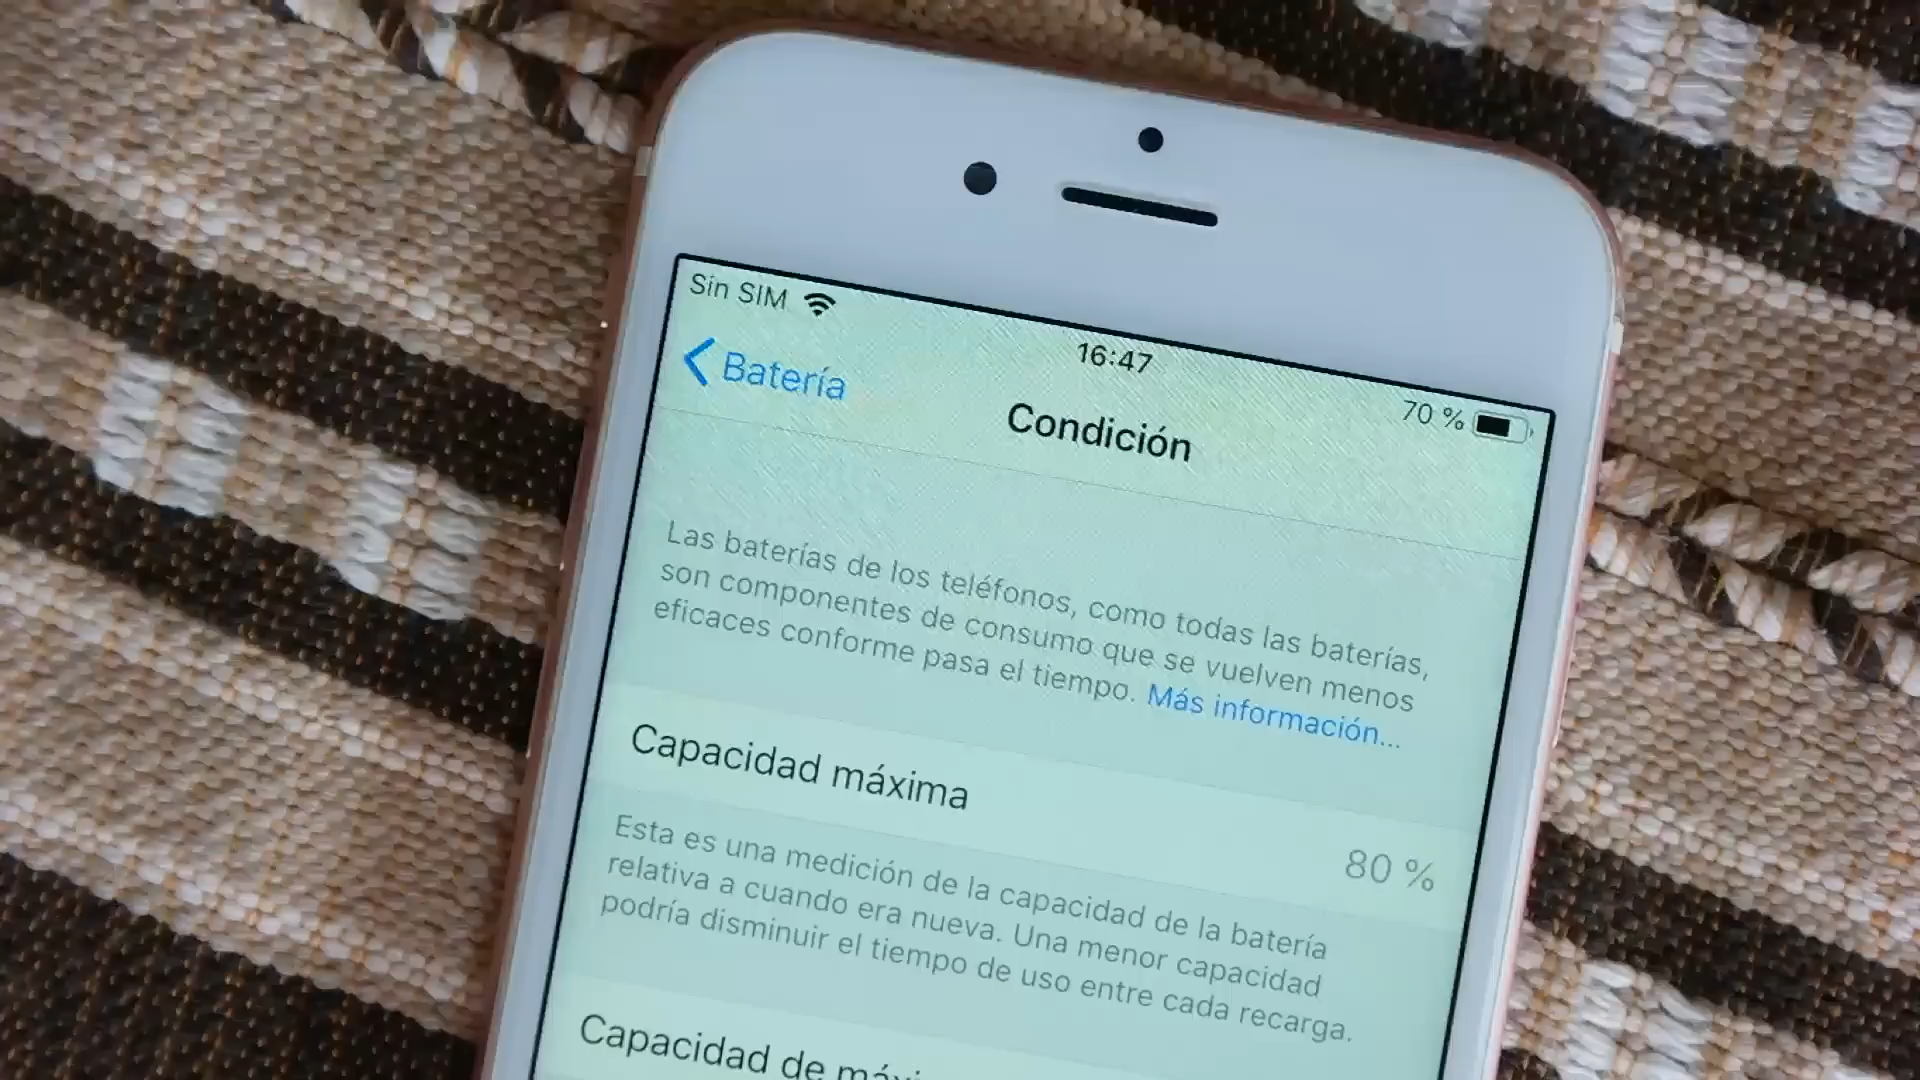 Sin SIM
16:47
70 %
Batería
Condición
Las baterías de los teléfonos, como todas las baterías,
son componentes de consumo que se vuelven menos
eficaces conforme pasa el tiempo. Más información...
Capacidad máxima
80 %
Esta es una medición de la capacidad de la batería
relativa a cuando era nueva. Una menor capacidad
podría disminuir el tiempo de uso entre cada recarga.
Capacidad de